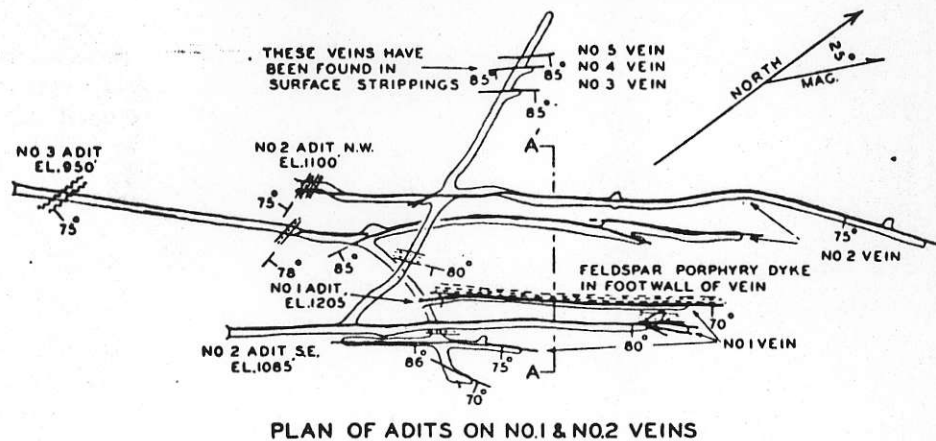 THESE VEINS HAVE
BEEN FOUND IN
SURFACE STRIPPINGS
85°
85°
85°
NO 5 VEIN
NO 4 VEIN
NO 3 VEIN
NORTH
25°
MAG.
NO 3 ADIT
EL. 950'
75°
NO 2 ADIT N.W.
EL. 1100'
75°
A'
78°
85°
80°
75°
NO 2 VEIN
NO 1 ADIT,
EL. 1205'
FELDSPAR PORPHYRY DYKE
IN FOOTWALL OF VEIN
70°
NO 2 ADIT S.E.
EL. 1085'
86°
75°
70°
A
80°
NO 1 VEIN
PLAN OF ADITS ON NO. 1 & NO. 2 VEINS